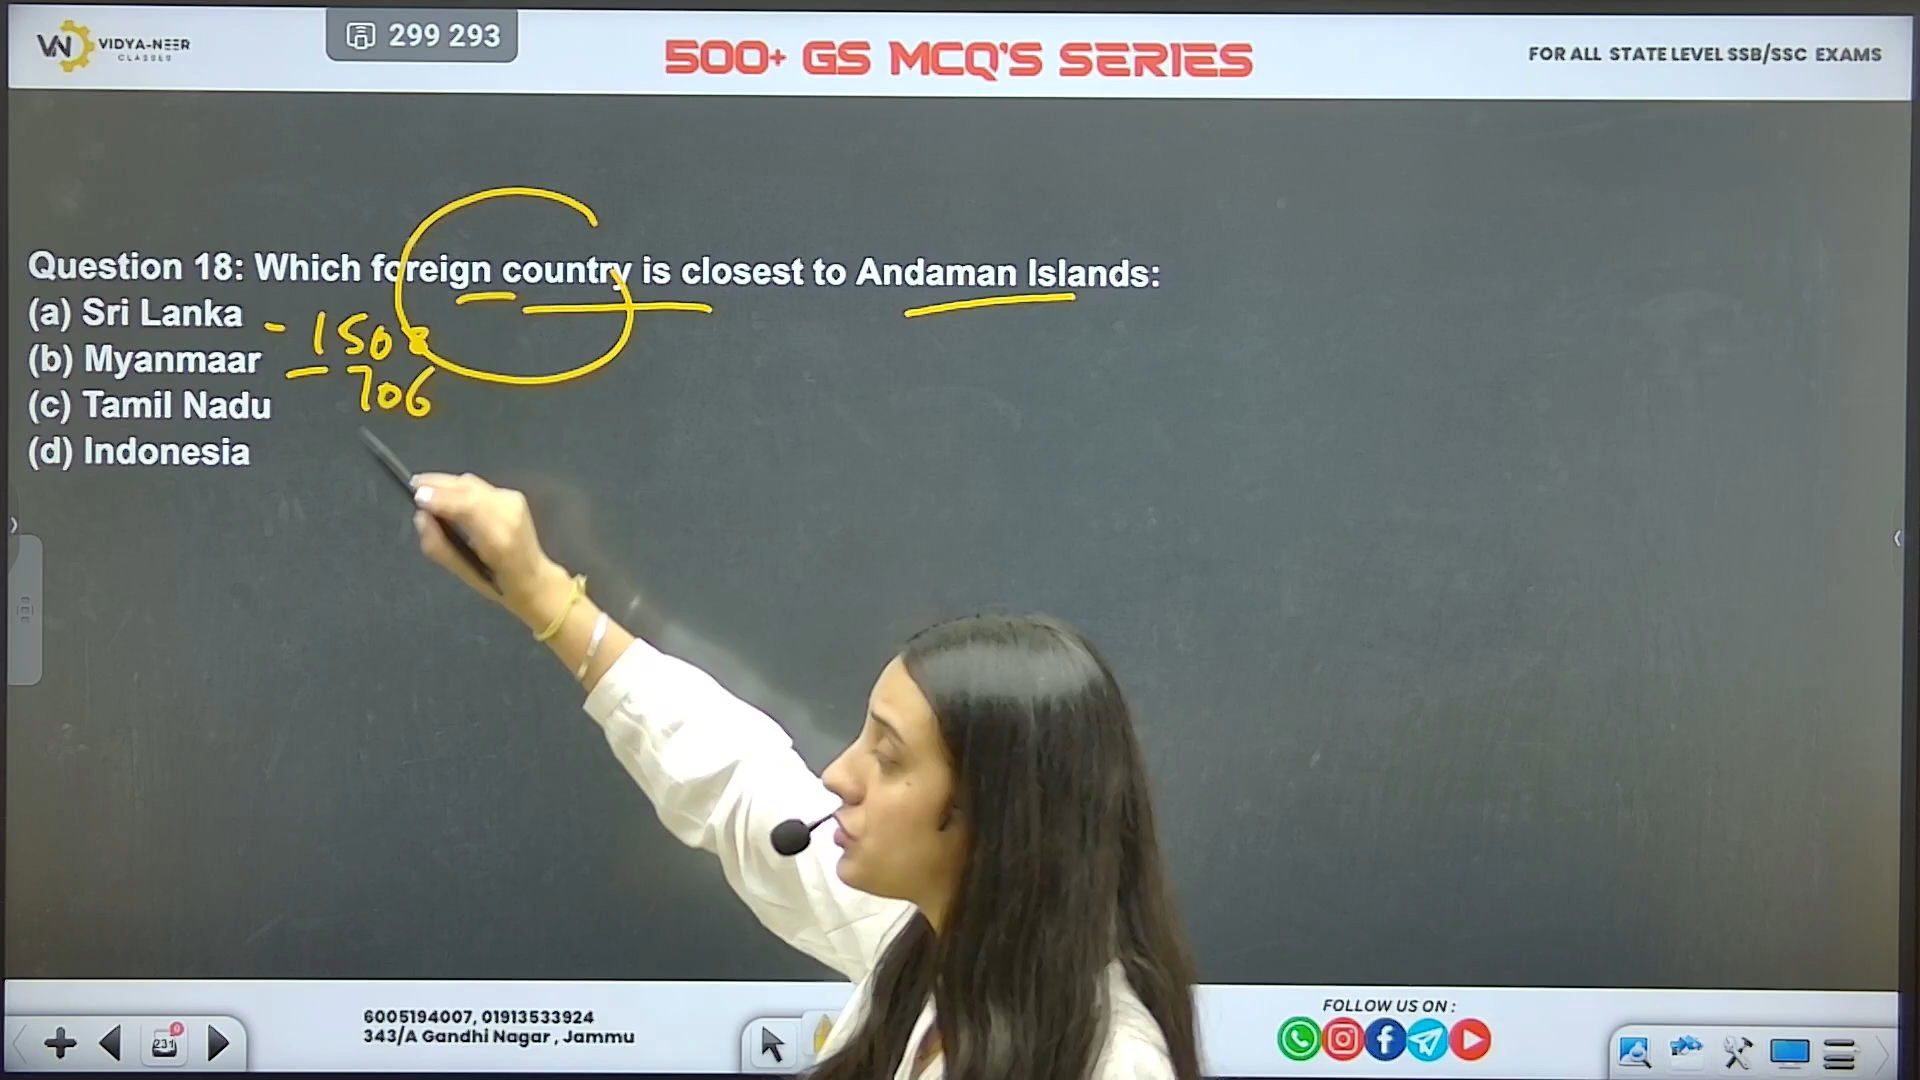 VN VIDYA-NEER
CLASSES
299 293
500+ GS MCQ'S SERIES
FOR ALL STATE LEVEL SSB/SSC EXAMS
Question 18: Which foreign country is closest to Andaman Islands:
(a) Sri Lanka - 150
(b) Myanmaar - 706
(c) Tamil Nadu
(d) Indonesia
6005194007, 01913533924
343/A Gandhi Nagar , Jammu
231
FOLLOW US ON :